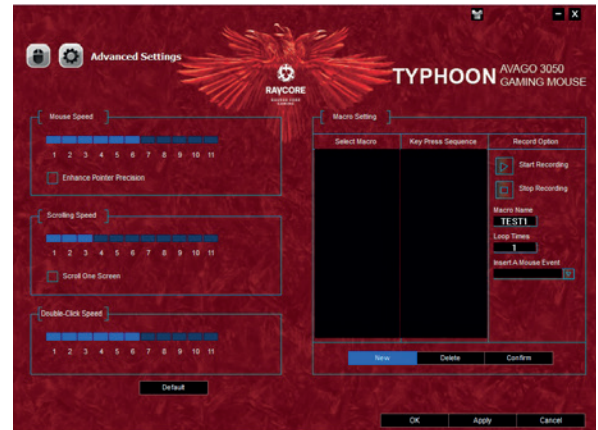 Advanced Settings
RAYCORE
TYPHOON
AVAGO 3050
GAMING MOUSE
Mouse Speed
1 2 3 4 5 6 7 8 9 10 11
Enhance Pointer Precision
Scrolling Speed
1 2 3 4 5 6 7 8 9 10 11
Scroll One Screen
Double-Click Speed
1 2 3 4 5 6 7 8 9 10 11
Default
Macro Setting
Select Macro Key Press Sequence Record Option
Start Recording
Stop Recording
Macro Name
TEST1
Loop Times
1
Insert A Mouse Event
New Delete Confirm
OK Apply Cancel